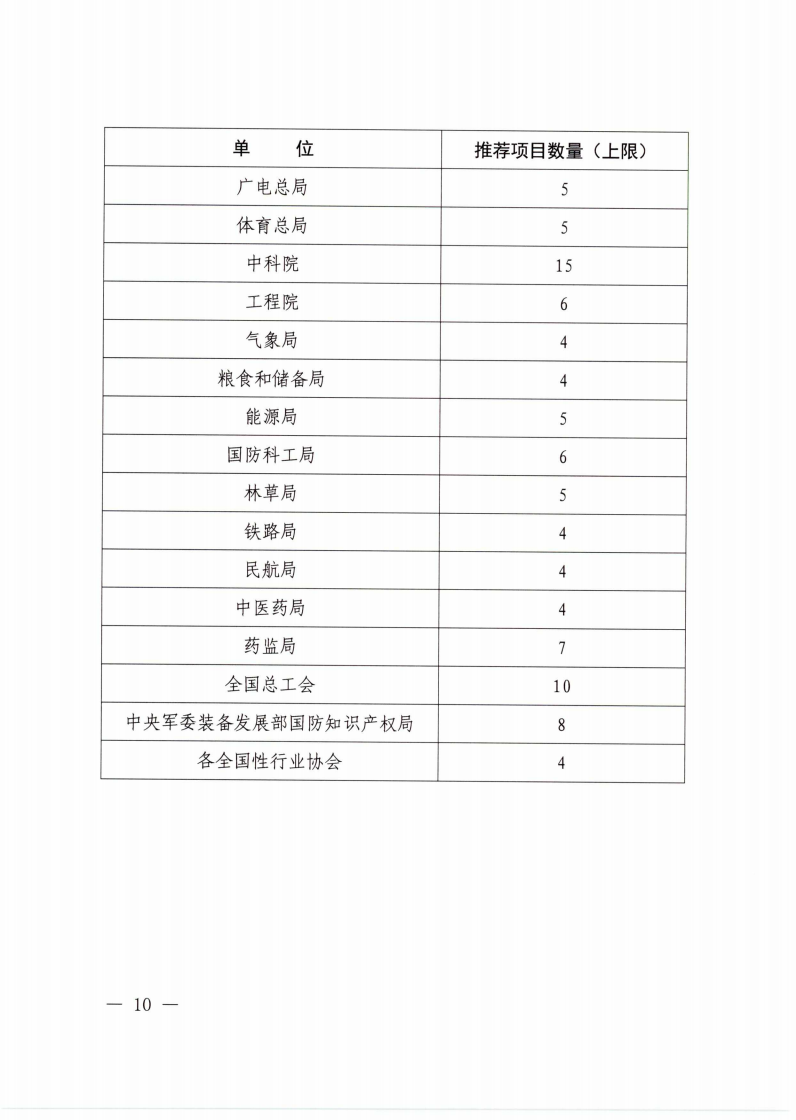 单 位 推荐项目数量（上限）
广电总局 5
体育总局 5
中科院 15
工程院 6
气象局 4
粮食和储备局 4
能源局 5
国防科工局 6
林草局 5
铁路局 4
民航局 4
中医药局 4
药监局 7
全国总工会 10
中央军委装备发展部国防知识产权局 8
各全国性行业协会 4
— 10 —